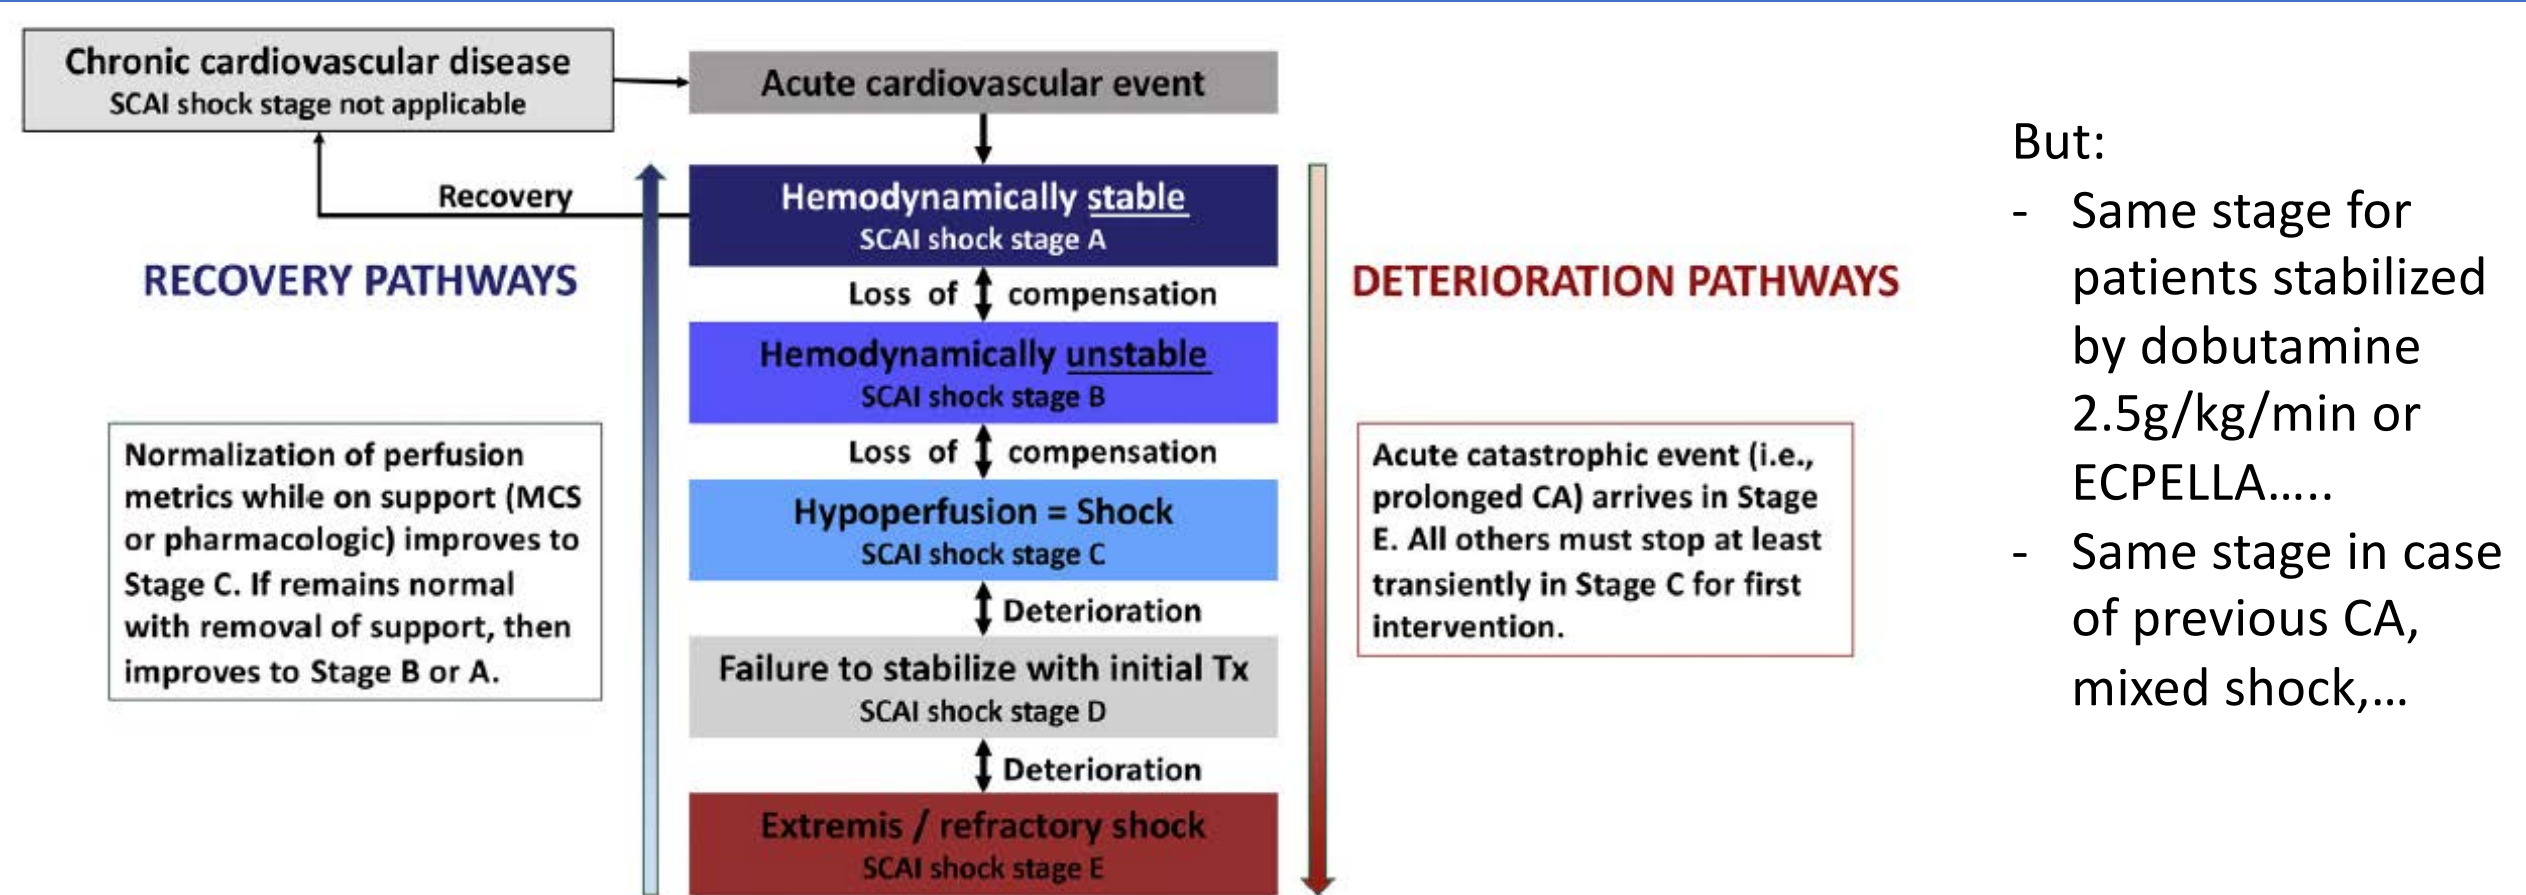 Chronic cardiovascular disease
SCAI shock stage not applicable
Acute cardiovascular event
Recovery
Hemodynamically stable
SCAI shock stage A
RECOVERY PATHWAYS
Loss of compensation
DETERIORATION PATHWAYS
Hemodynamically unstable
SCAI shock stage B
Loss of compensation
Normalization of perfusion
metrics while on support (MCS
or pharmacologic) improves to
Stage C. If remains normal
with removal of support, then
improves to Stage B or A.
Hypoperfusion = Shock
SCAI shock stage C
Deterioration
Failure to stabilize with initial Tx
SCAI shock stage D
Deterioration
Extremis / refractory shock
SCAI shock stage E
Acute catastrophic event (i.e.,
prolonged CA) arrives in Stage
E. All others must stop at least
transiently in Stage C for first
intervention.
But:
- Same stage for
patients stabilized
by dobutamine
2.5g/kg/min or
ECPELLA.....
- Same stage in case
of previous CA,
mixed shock,...